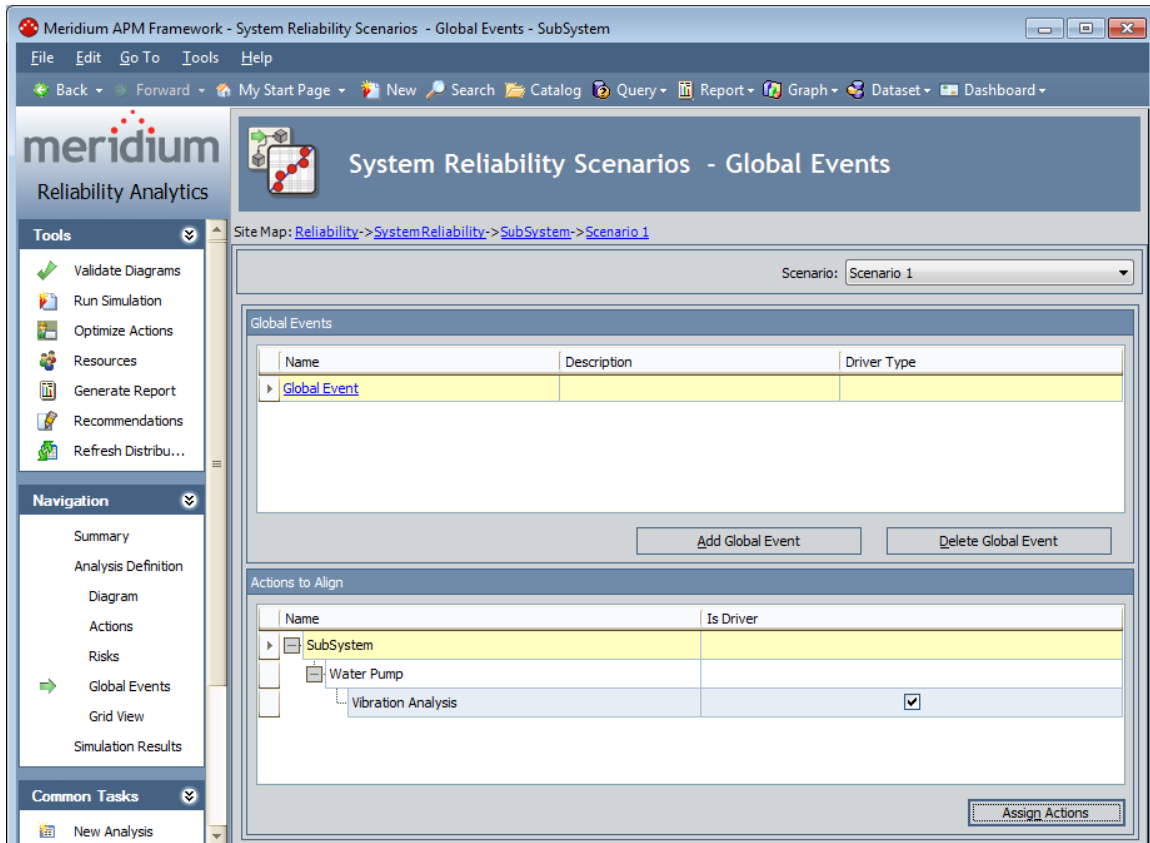 Meridium APM Framework - System Reliability Scenarios - Global Events - SubSystem
File Edit Go To Tools Help
Back Forward My Start Page New Search Catalog Query Report Graph Dataset Dashboard
meridium
Reliability Analytics
System Reliability Scenarios - Global Events
Site Map: Reliability->SystemReliability->SubSystem->Scenario 1
Scenario: Scenario 1
Tools
Validate Diagrams
Run Simulation
Optimize Actions
Resources
Generate Report
Recommendations
Refresh Distribu...
Navigation
Summary
Analysis Definition
Diagram
Actions
Risks
Global Events
Grid View
Simulation Results
Common Tasks
New Analysis
Global Events
Name Description Driver Type
Global Event
Add Global Event Delete Global Event
Actions to Align
Name Is Driver
SubSystem
Water Pump
Vibration Analysis
Assign Actions